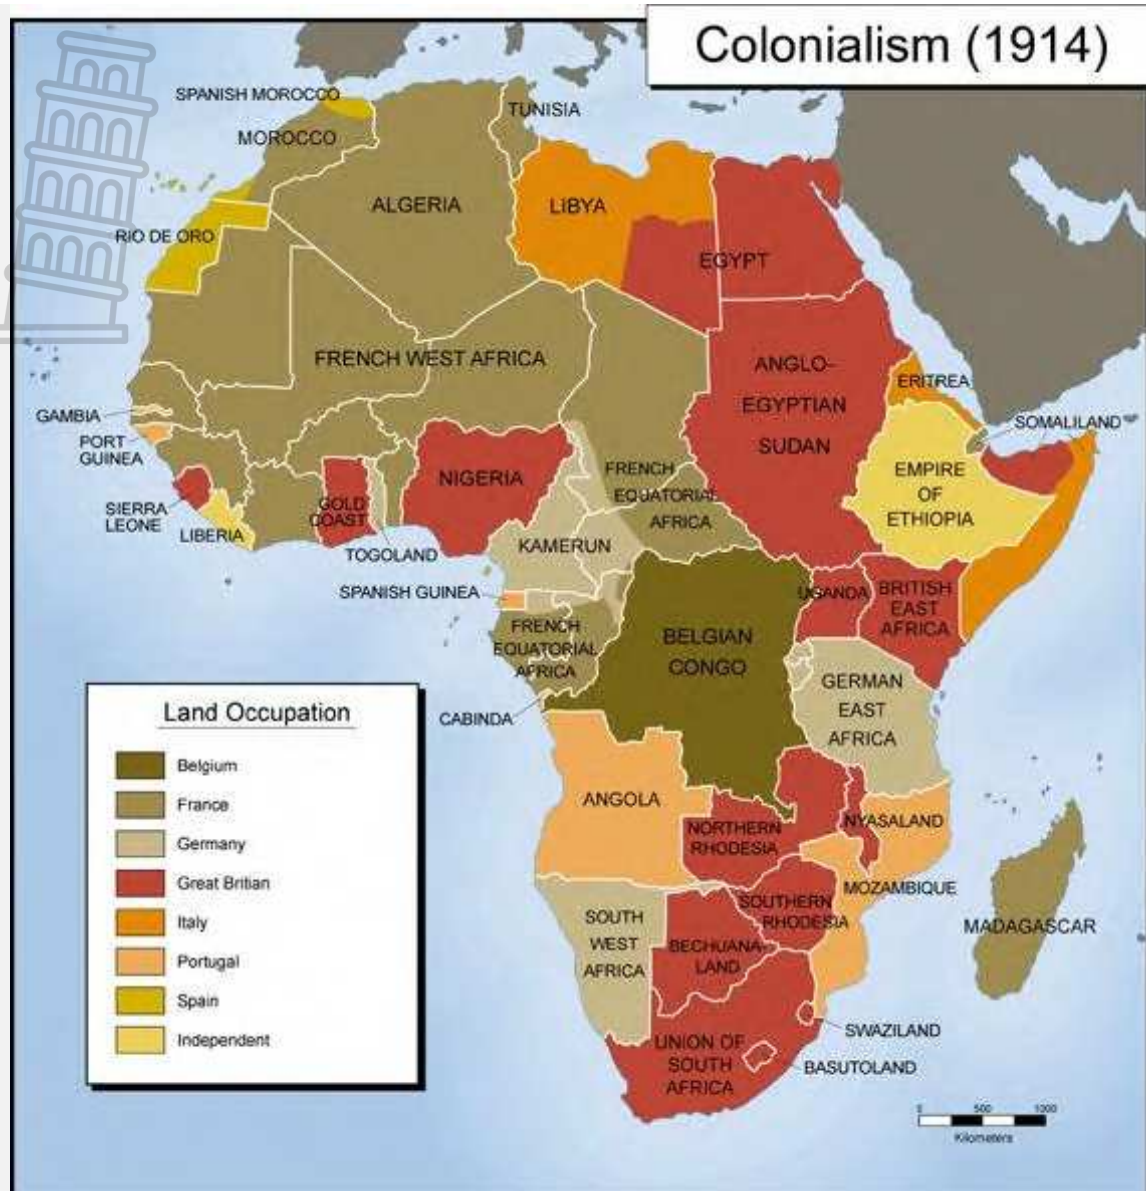 Colonialism (1914)
SPANISH MOROCCO
TUNISIA
MOROCCO
ALGERIA
LIBYA
RIO DE ORO
EGYPT
FRENCH WEST AFRICA
ANGLO-
EGYPTIAN
SUDAN
ERITREA
GAMBIA
PORT
GUINEA
SOMALILAND
NIGERIA
FRENCH
EQUATORIAL
AFRICA
EMPIRE
OF
ETHIOPIA
SIERRA
LEONE
LIBERIA
GOLD
COAST
TOGOLAND
KAMERUN
SPANISH GUINEA
UGANDA
BRITISH
EAST
AFRICA
FRENCH
EQUATORIAL
AFRICA
BELGIAN
CONGO
GERMAN
EAST
AFRICA
CABINDA
Land Occupation
Belgium
France
Germany
Great Britian
Italy
Portugal
Spain
Independent
ANGOLA
NORTHERN
RHODESIA
NYASALAND
MOZAMBIQUE
SOUTHERN
RHODESIA
MADAGASCAR
SOUTH
WEST
AFRICA
BECHUANA-
LAND
SWAZILAND
UNION OF
SOUTH
AFRICA
BASUTOLAND
0 500 1000
Kilometers